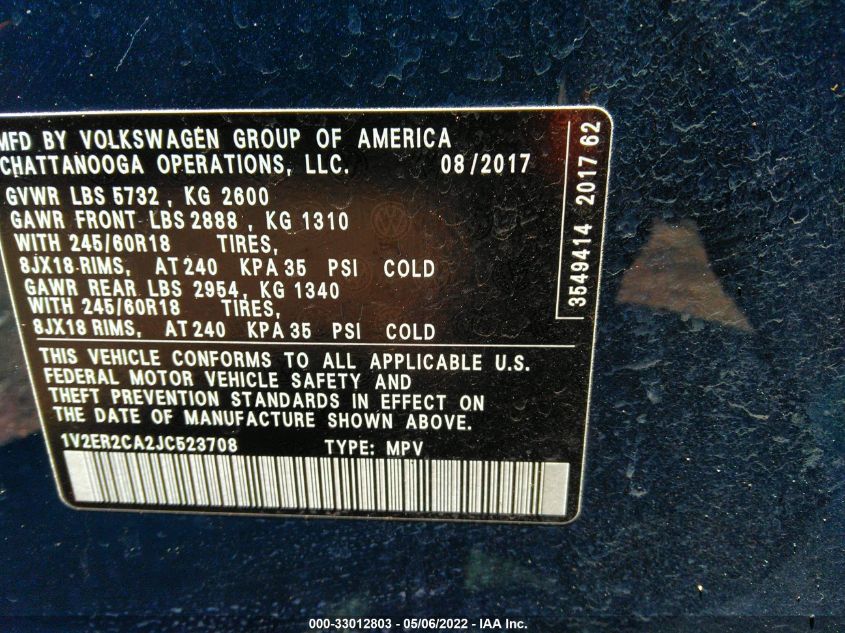 MFD BY VOLKSWAGEN GROUP OF AMERICA
CHATTANOOGA OPERATIONS, LLC. 08/2017
GVWR LBS 5732 , KG 2600
GAWR FRONT LBS 2888 , KG 1310
WITH 245/60R18 TIRES,
8JX18 RIMS, AT 240 KPA 35 PSI COLD
GAWR REAR LBS 2954, KG 1340
WITH 245/60R18 TIRES,
8JX18 RIMS, AT 240 KPA 35 PSI COLD
THIS VEHICLE CONFORMS TO ALL APPLICABLE U.S.
FEDERAL MOTOR VEHICLE SAFETY AND
THEFT PREVENTION STANDARDS IN EFFECT ON
THE DATE OF MANUFACTURE SHOWN ABOVE.
1V2ER2CA2JC523708 TYPE: MPV
3549414 2017 62
000-33012803 - 05/06/2022 - IAA Inc.